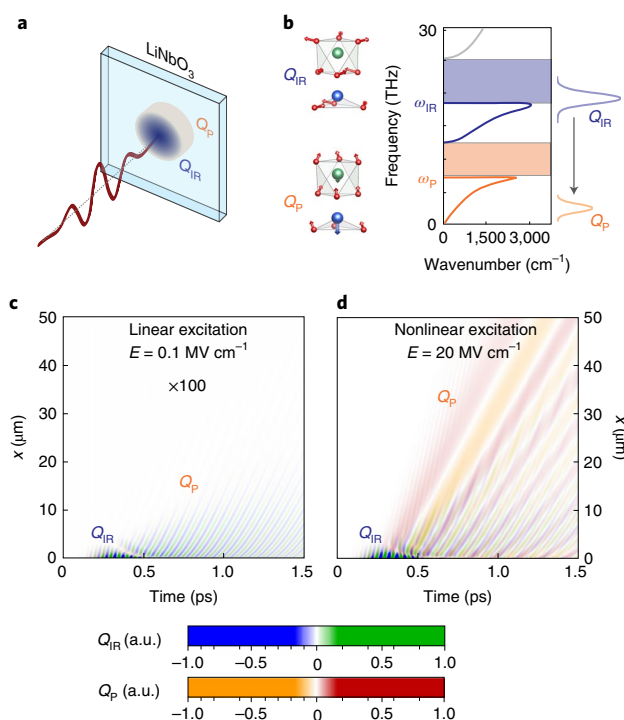 a
LiNbO3
QP
QIR
b
QIR
QP
Frequency (THz)
30
ωIR
ωP
0
0 1,500 3,000
Wavenumber (cm−1)
QIR
QP
c
50
40
30
20
10
0
x (μm)
Linear excitation
E = 0.1 MV cm−1
×100
QP
QIR
0 0.5 1.0 1.5
Time (ps)
d
Nonlinear excitation
E = 20 MV cm−1
QP
QIR
50
40
30
20
10
0
x (μm)
0 0.5 1.0 1.5
Time (ps)
QIR (a.u.)
−1.0 −0.5 0 0.5 1.0
QP (a.u.)
−1.0 −0.5 0 0.5 1.0